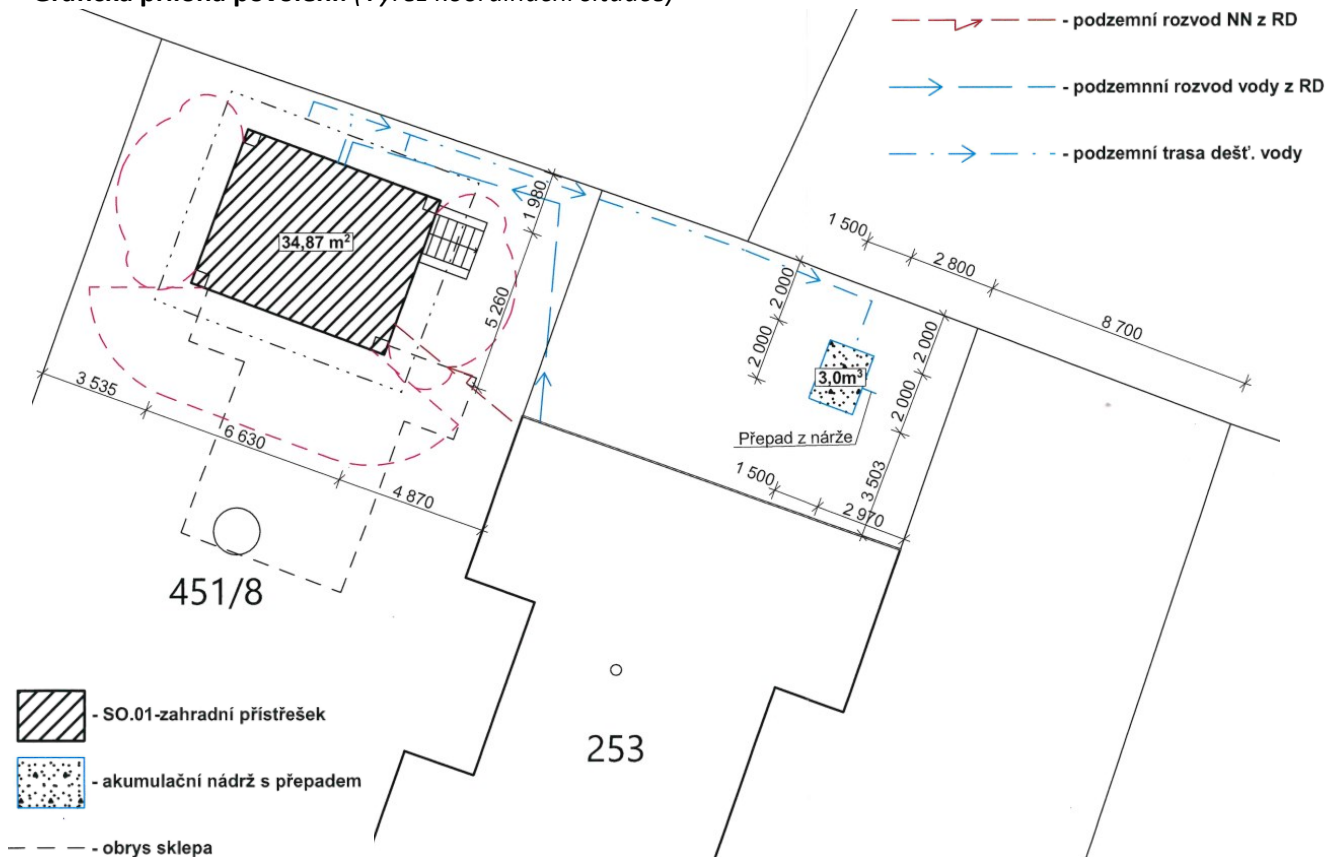 - podzemní rozvod NN z RD
- podzemnní rozvod vody z RD
- podzemní trasa dešť. vody
1 980
34,87 m²
5 260
1 500
2 800
8 700
2 000
2 000
2 000
2 000
3,0m³
Přepad z nárže
3 535
6 630
4 870
1 500
3 503
2 970
451/8
253
- SO.01-zahradní přístřešek
- akumulační nádrž s přepadem
- obrys sklepa